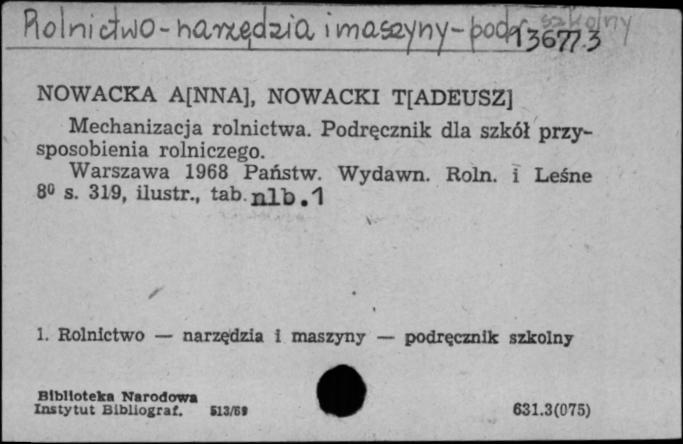 Rolnictwo - narzędzia i maszyny - podr. szkolny
136773
NOWACKA A[NNA], NOWACKI T[ADEUSZ]
Mechanizacja rolnictwa. Podręcznik dla szkół przy-
sposobienia rolniczego.
Warszawa 1968 Państw. Wydawn. Roln. i Leśne
8⁰ s. 319, ilustr., tab. nlb.1
1. Rolnictwo — narzędzia i maszyny — podręcznik szkolny
Biblioteka Narodowa
Instytut Bibliograf. 513/69
631.3(075)